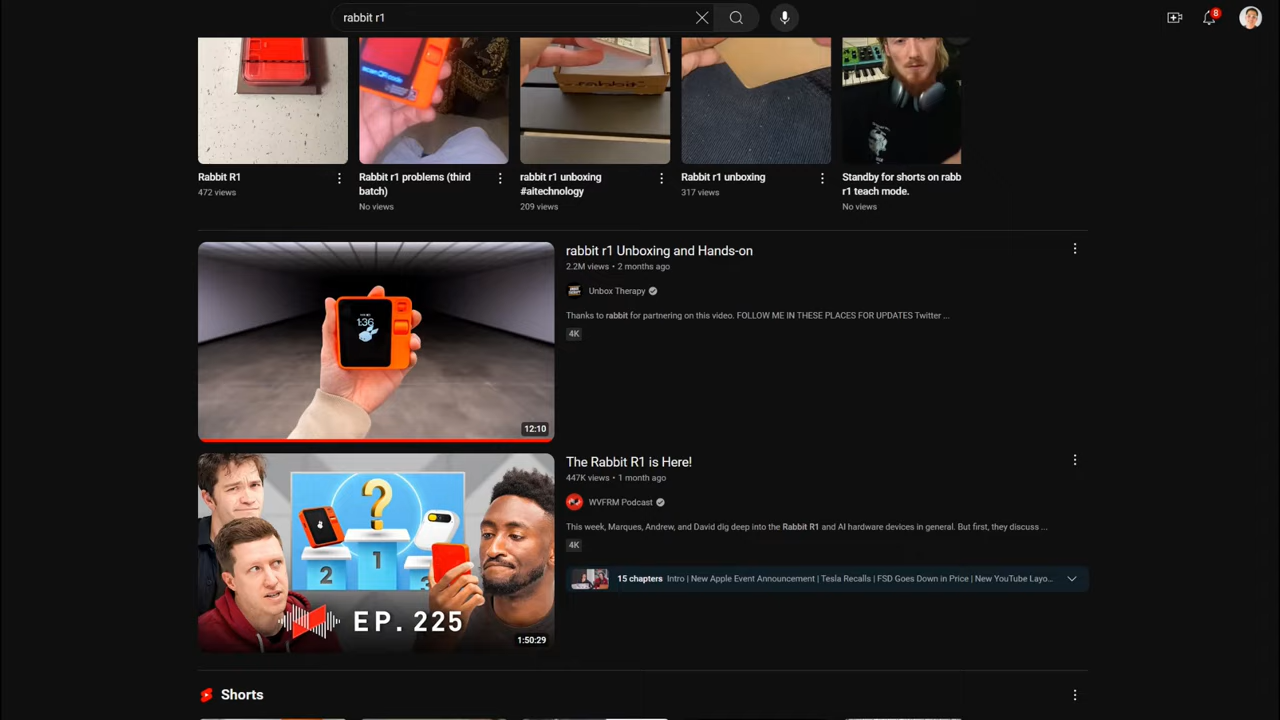 rabbit r1
8
Rabbit R1
472 views
Rabbit r1 problems (third
batch)
No views
rabbit r1 unboxing
#aitechnology
209 views
Rabbit r1 unboxing
317 views
Standby for shorts on rabb
r1 teach mode.
No views
1:36
12:10
rabbit r1 Unboxing and Hands-on
2.2M views • 2 months ago
Unbox Therapy
Thanks to rabbit for partnering on this video. FOLLOW ME IN THESE PLACES FOR UPDATES Twitter ...
4K
?
2
1
3
EP. 225
1:50:29
The Rabbit R1 is Here!
447K views • 1 month ago
WVFRM Podcast
This week, Marques, Andrew, and David dig deep into the Rabbit R1 and AI hardware devices in general. But first, they discuss ...
4K
15 chapters Intro | New Apple Event Announcement | Tesla Recalls | FSD Goes Down in Price | New YouTube Layo...
Shorts